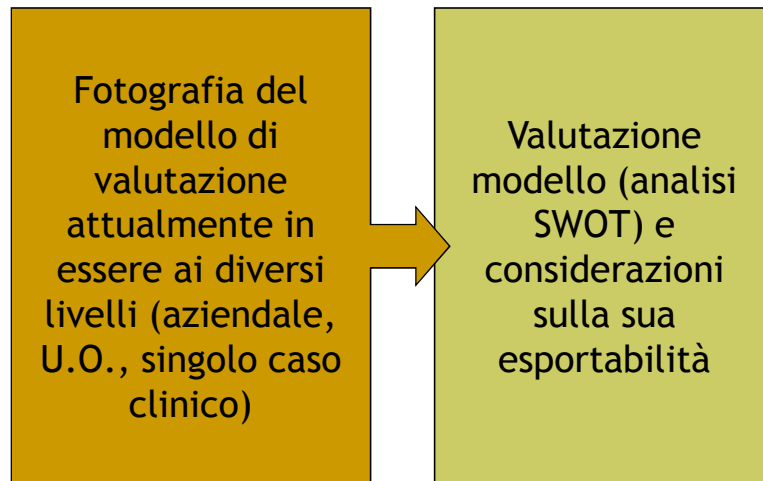 Fotografia del
modello di
valutazione
attualmente in
essere ai diversi
livelli (aziendale,
U.O., singolo caso
clinico)
Valutazione
modello (analisi
SWOT) e
considerazioni
sulla sua
esportabilità